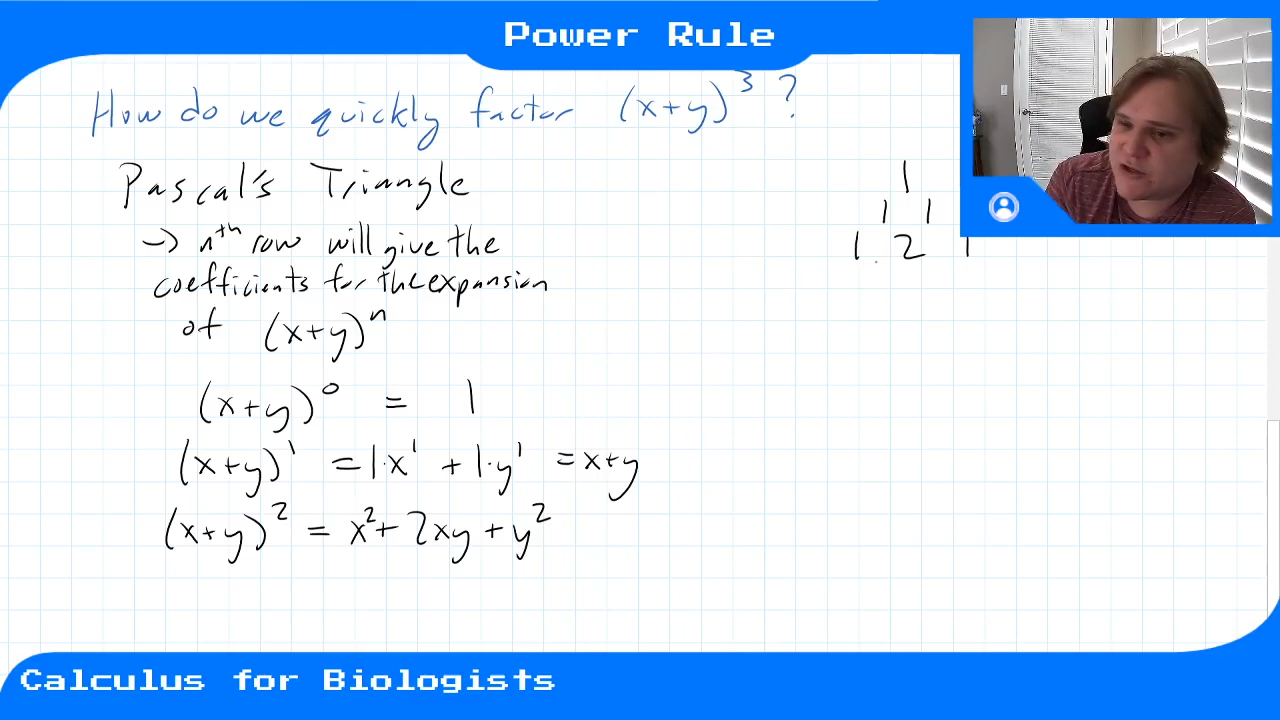 Power Rule
How do we quickly factor (x+y)³ ?
Pascal's Triangle
→ nᵗʰ row will give the
coefficients for the expansion
of (x+y)ⁿ
(x+y)⁰ = 1
(x+y)¹ = 1·x¹ + 1·y¹ = x+y
(x+y)² = x² + 2xy + y²
1
1 1
1 2 1
Calculus for Biologists